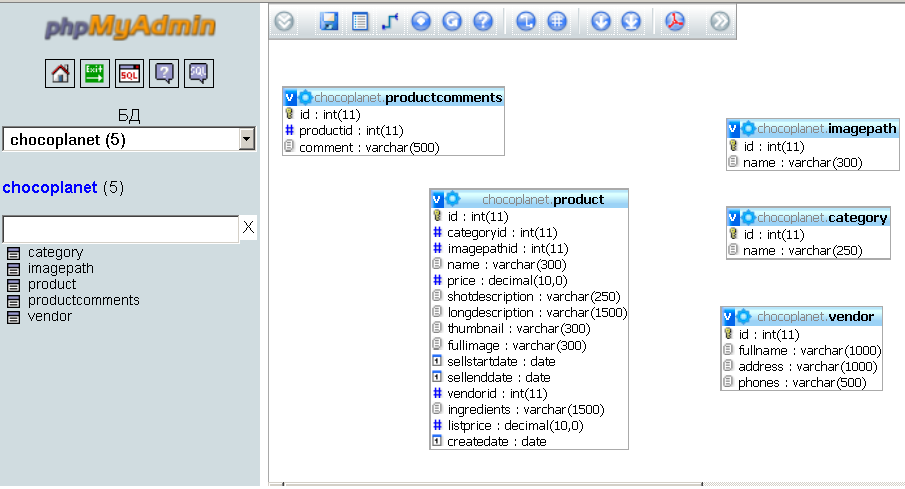 phpMyAdmin
Exit
SQL
?
SQL
БД
chocoplanet (5)
chocoplanet (5)
X
category
imagepath
product
productcomments
vendor
G
?
v chocoplanet.productcomments
id : int(11)
# productid : int(11)
comment : varchar(500)
v chocoplanet.product
id : int(11)
# categoryid : int(11)
# imagepathid : int(11)
name : varchar(300)
# price : decimal(10,0)
shotdescription : varchar(250)
longdescription : varchar(1500)
thumbnail : varchar(300)
fullimage : varchar(300)
sellstartdate : date
sellenddate : date
# vendorid : int(11)
ingredients : varchar(1500)
# listprice : decimal(10,0)
createdate : date
v chocoplanet.imagepath
id : int(11)
name : varchar(300)
v chocoplanet.category
id : int(11)
name : varchar(250)
v chocoplanet.vendor
id : int(11)
fullname : varchar(1000)
address : varchar(1000)
phones : varchar(500)